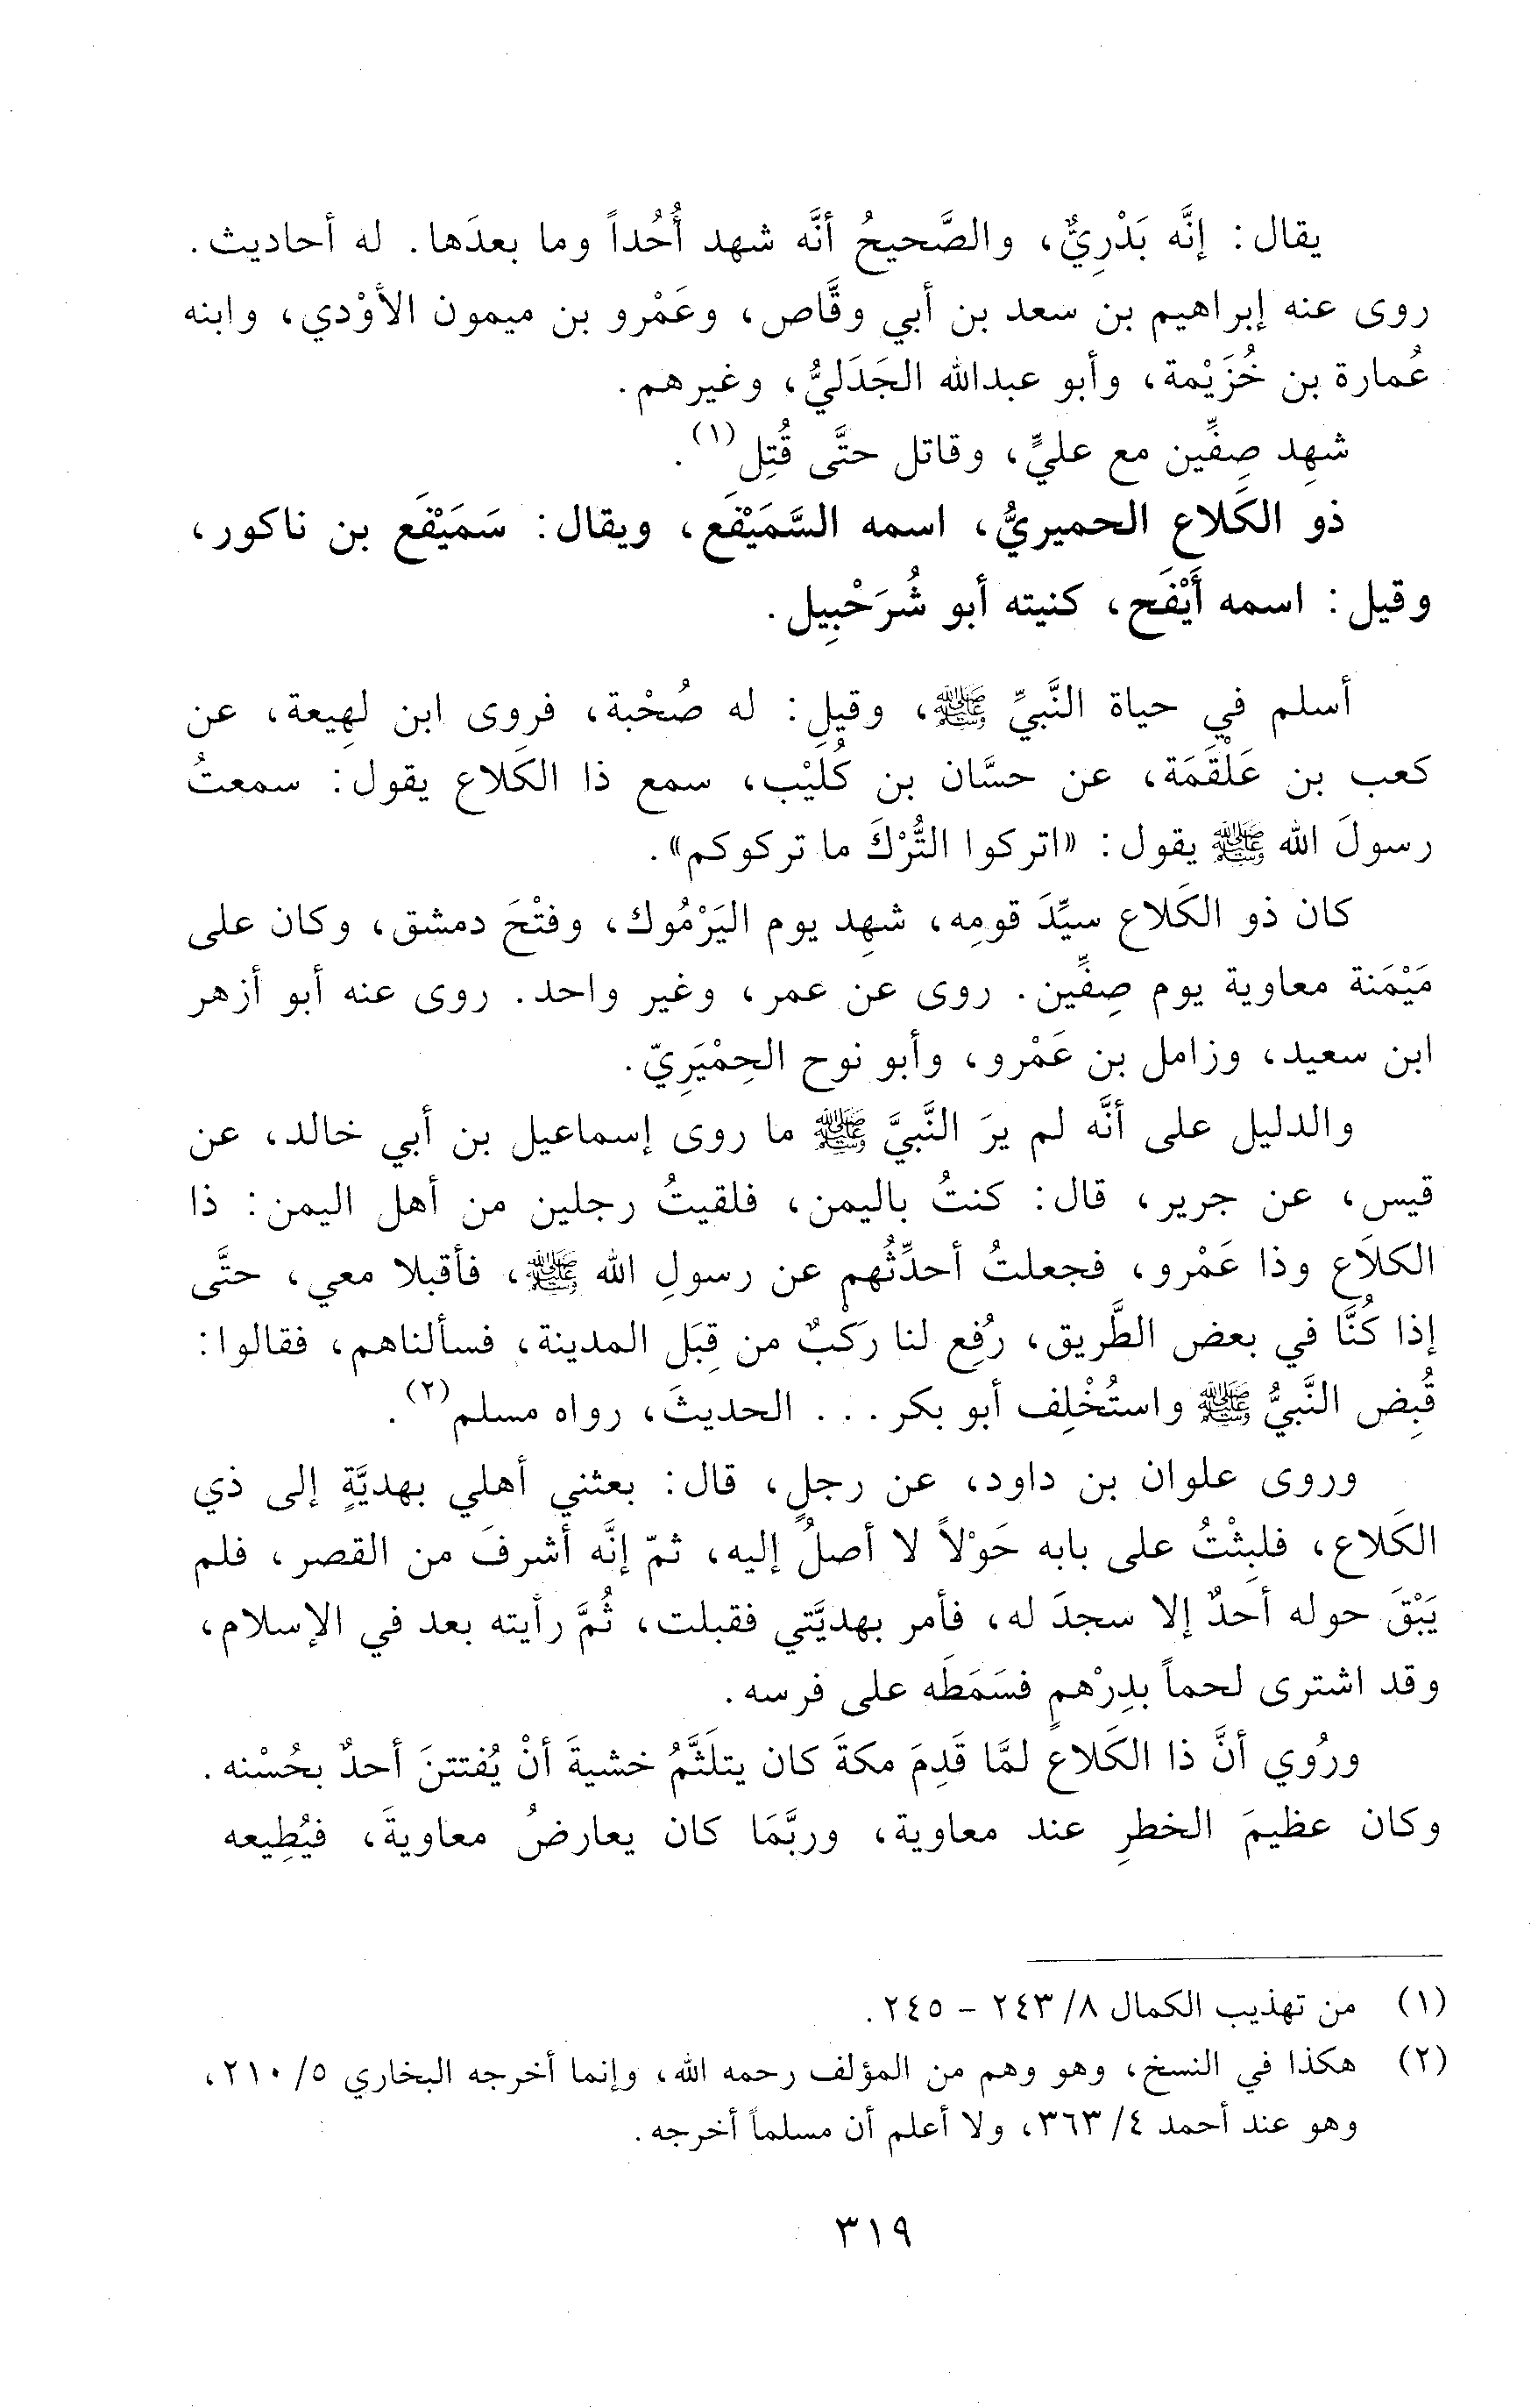 يقال: إنَّه بَدْرِيٌّ، والصَّحيحُ أنَّه شهد أُحُداً وما بعدَها. له أحاديث.
روى عنه إبراهيم بن سعد بن أبي وقَّاص، وعَمْرو بن ميمون الأوْدي، وابنه
عُمارة بن خُزَيْمة، وأبو عبدالله الجَدَليُّ، وغيرهم.
شهِد صِفِّين مع عليٍّ، وقاتل حتَّى قُتِل(١).
ذو الكَلاع الحميريُّ، اسمه السَّمَيْفَع، ويقال: سَمَيْفَع بن ناكور،
وقيل: اسمه أَيْفَح، كنيته أبو شُرَحْبِيل.
أسلم في حياة النَّبيِّ ﷺ، وقيل: له صُحْبة، فروى ابن لهِيعة، عن
كعب بن عَلْقَمَة، عن حسَّان بن كُلَيْب، سمع ذا الكَلاع يقول: سمعتُ
رسولَ الله ﷺ يقول: «اتركوا التُّرْكَ ما تركوكم».
كان ذو الكَلاع سيِّدَ قومِه، شهِد يوم اليَرْمُوك، وفتْحَ دمشق، وكان على
مَيْمَنة معاوية يوم صِفِّين. روى عن عمر، وغير واحد. روى عنه أبو أزهر
ابن سعيد، وزامل بن عَمْرو، وأبو نوح الحِمْيَرِيّ.
والدليل على أنَّه لم يرَ النَّبيَّ ﷺ ما روى إسماعيل بن أبي خالد، عن
قيس، عن جرير، قال: كنتُ باليمن، فلقيتُ رجلين من أهل اليمن: ذا
الكلَاع وذا عَمْرو، فجعلتُ أحدِّثُهم عن رسولِ الله ﷺ، فأقبلا معي، حتَّى
إذا كُنَّا في بعض الطَّريق، رُفِع لنا رَكْبٌ من قِبَل المدينة، فسألناهم، فقالوا:
قُبِض النَّبيُّ ﷺ واستُخْلِف أبو بكر... الحديثَ، رواه مسلم(٢).
وروى علوان بن داود، عن رجلٍ، قال: بعثني أهلي بهديَّةٍ إلى ذي
الكَلاع، فلبِثْتُ على بابه حَوْلاً لا أصلُ إليه، ثمّ إنَّه أشرفَ من القصر، فلم
يَبْقَ حوله أحدٌ إلا سجدَ له، فأمر بهديَّتي فقبلت، ثُمَّ رأيته بعد في الإسلام،
وقد اشترى لحماً بدِرْهمٍ فسَمَطَه على فرسه.
ورُوي أنَّ ذا الكَلاع لمَّا قَدِمَ مكةَ كان يتلَثَّمُ خشيةَ أنْ يُفتتنَ أحدٌ بحُسْنه.
وكان عظيمَ الخطرِ عند معاوية، وربَّمَا كان يعارضُ معاويةَ، فيُطِيعه
(١) من تهذيب الكمال ٨/ ٢٤٣ - ٢٤٥.
(٢) هكذا في النسخ، وهو وهم من المؤلف رحمه الله، وإنما أخرجه البخاري ٥/ ٢١٠،
وهو عند أحمد ٤/ ٣٦٣، ولا أعلم أن مسلماً أخرجه.
٣١٩